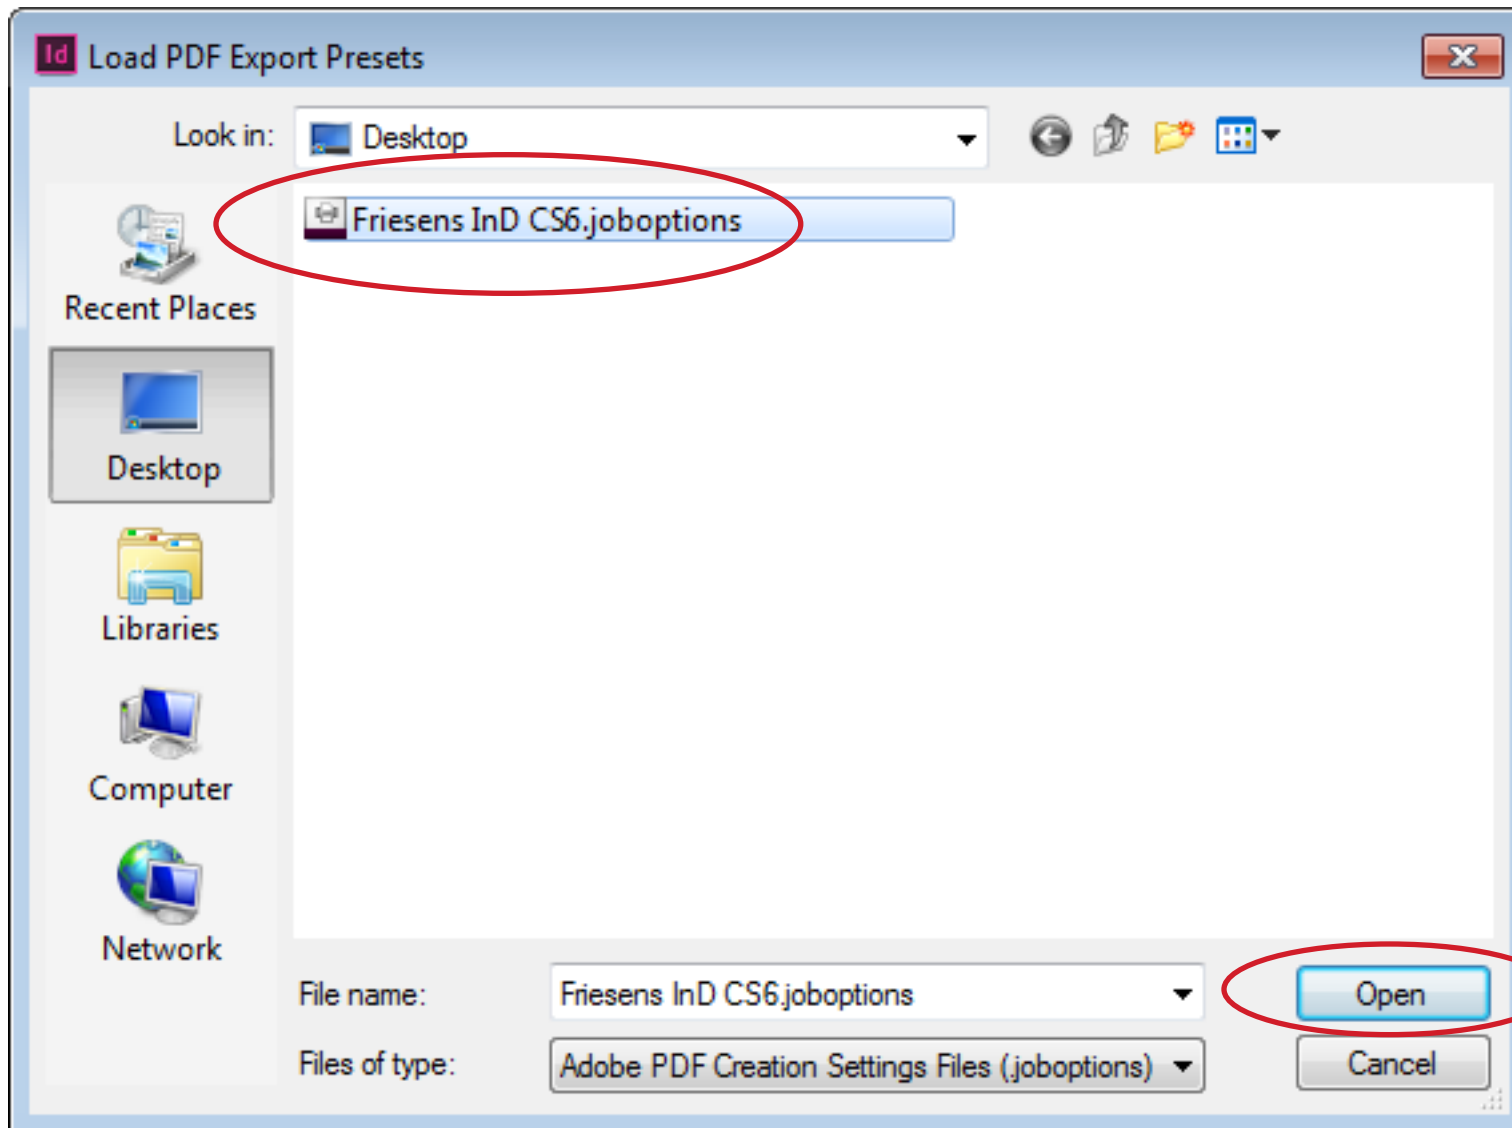 Id Load PDF Export Presets
Look in: Desktop
Friesens InD CS6.joboptions
Recent Places
Desktop
Libraries
Computer
Network
File name: Friesens InD CS6.joboptions Open
Files of type: Adobe PDF Creation Settings Files (.joboptions) Cancel